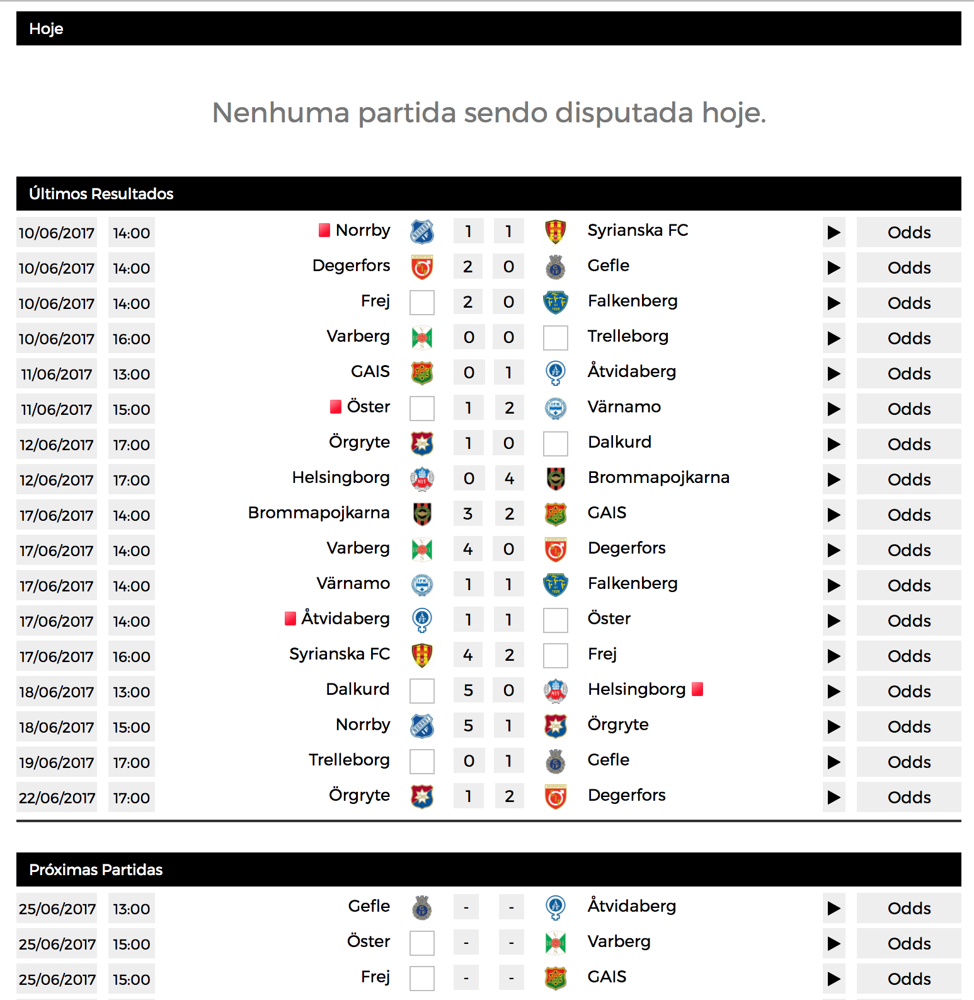 Hoje
Nenhuma partida sendo disputada hoje.
Últimos Resultados
10/06/2017 14:00 Norrby 1 1 Syrianska FC Odds
10/06/2017 14:00 Degerfors 2 0 Gefle Odds
10/06/2017 14:00 Frej 2 0 Falkenberg Odds
10/06/2017 16:00 Varberg 0 0 Trelleborg Odds
11/06/2017 13:00 GAIS 0 1 Åtvidaberg Odds
11/06/2017 15:00 Öster 1 2 Värnamo Odds
12/06/2017 17:00 Örgryte 1 0 Dalkurd Odds
12/06/2017 17:00 Helsingborg 0 4 Brommapojkarna Odds
17/06/2017 14:00 Brommapojkarna 3 2 GAIS Odds
17/06/2017 14:00 Varberg 4 0 Degerfors Odds
17/06/2017 14:00 Värnamo 1 1 Falkenberg Odds
17/06/2017 14:00 Åtvidaberg 1 1 Öster Odds
17/06/2017 16:00 Syrianska FC 4 2 Frej Odds
18/06/2017 13:00 Dalkurd 5 0 Helsingborg Odds
18/06/2017 15:00 Norrby 5 1 Örgryte Odds
19/06/2017 17:00 Trelleborg 0 1 Gefle Odds
22/06/2017 17:00 Örgryte 1 2 Degerfors Odds
Próximas Partidas
25/06/2017 13:00 Gefle - - Åtvidaberg Odds
25/06/2017 15:00 Öster - - Varberg Odds
25/06/2017 15:00 Frej - - GAIS Odds